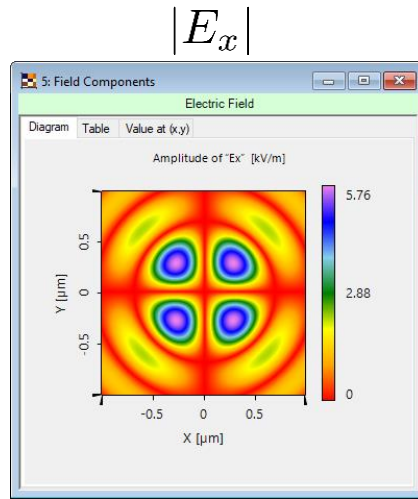 |E_x|
5: Field Components
Electric Field
Diagram Table Value at (x,y)
Amplitude of "Ex" [kV/m]
5.76
2.88
0
Y [µm]
0.5
0
-0.5
-0.5 0 0.5
X [µm]